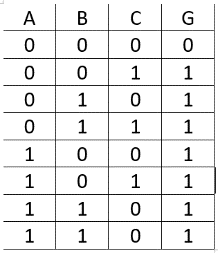 A B C G
0 0 0 0
0 0 1 1
0 1 0 1
0 1 1 1
1 0 0 1
1 0 1 1
1 1 0 1
1 1 0 1